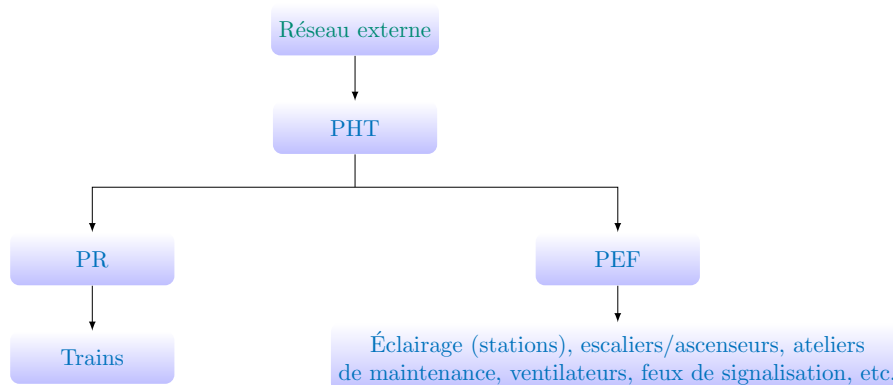 Réseau externe
PHT
PR
PEF
Trains
Éclairage (stations), escaliers/ascenseurs, ateliers
de maintenance, ventilateurs, feux de signalisation, etc.